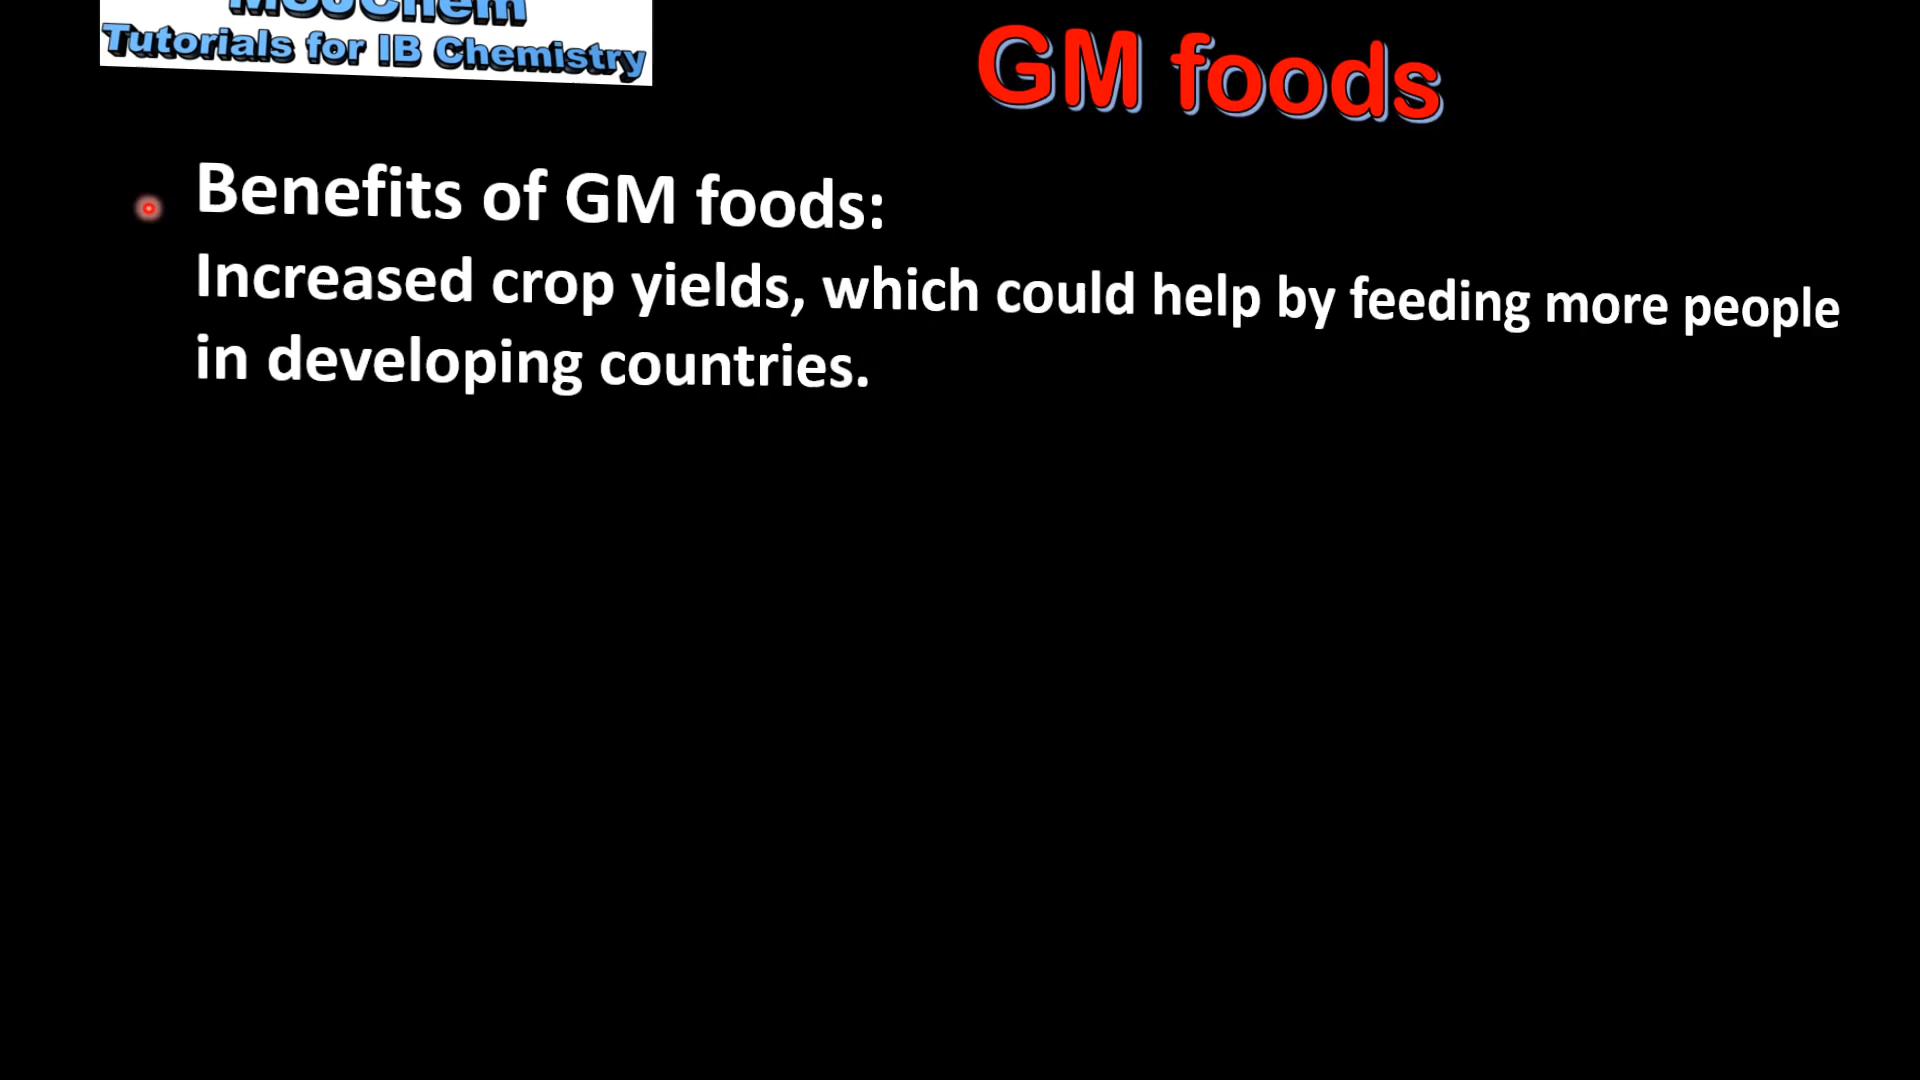 MSJChem
Tutorials for IB Chemistry
GM foods
Benefits of GM foods:
Increased crop yields, which could help by feeding more people
in developing countries.